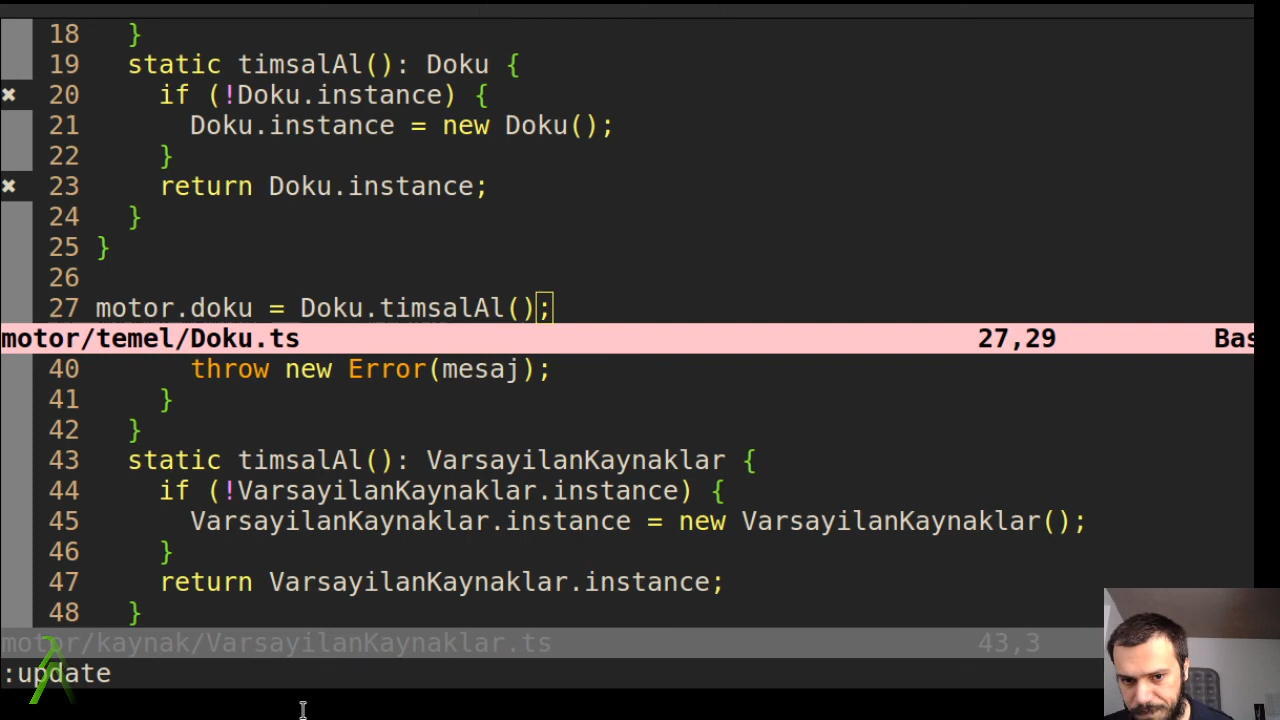 18   }
19   static timsalAl(): Doku {
20     if (!Doku.instance) {
21       Doku.instance = new Doku();
22     }
23     return Doku.instance;
24   }
25 }
26
27 motor.doku = Doku.timsalAl();
motor/temel/Doku.ts 27,29 Bas
40       throw new Error(mesaj);
41     }
42   }
43   static timsalAl(): VarsayilanKaynaklar {
44     if (!VarsayilanKaynaklar.instance) {
45       VarsayilanKaynaklar.instance = new VarsayilanKaynaklar();
46     }
47     return VarsayilanKaynaklar.instance;
48   }
motor/kaynak/VarsayilanKaynaklar.ts 43,3
:update